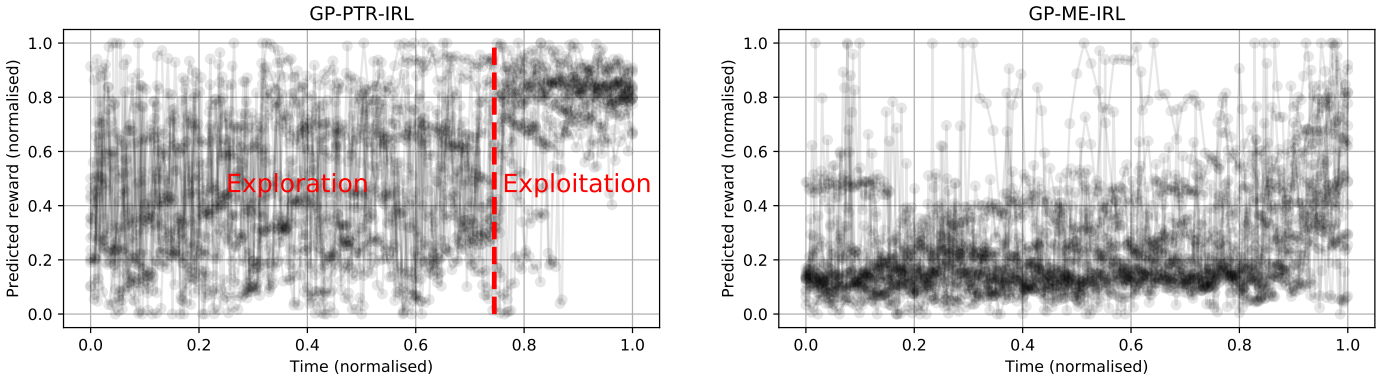 GP-PTR-IRL
Predicted reward (normalised)
1.0
0.8
0.6
0.4
0.2
0.0
Exploration
Exploitation
0.0 0.2 0.4 0.6 0.8 1.0
Time (normalised)
GP-ME-IRL
Predicted reward (normalised)
1.0
0.8
0.6
0.4
0.2
0.0
0.0 0.2 0.4 0.6 0.8 1.0
Time (normalised)